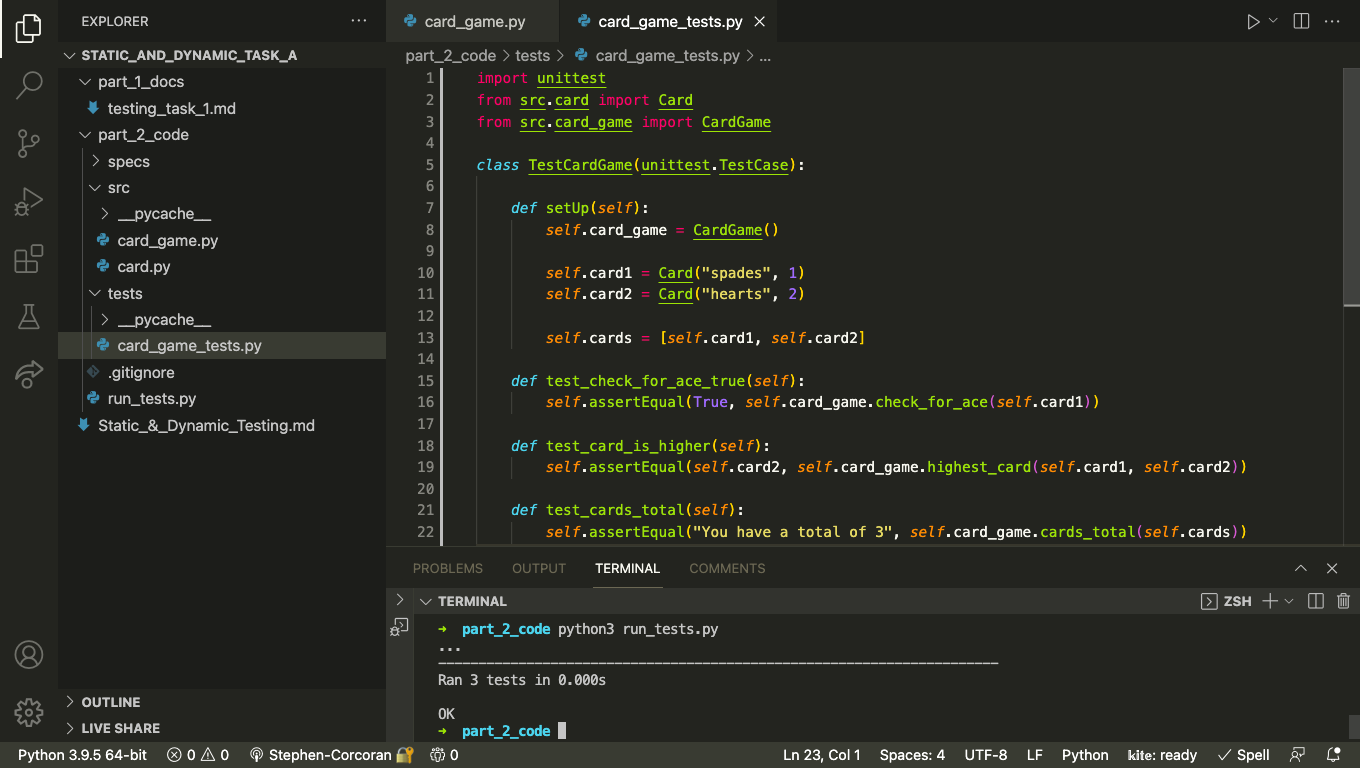 EXPLORER
STATIC_AND_DYNAMIC_TASK_A
part_1_docs
testing_task_1.md
part_2_code
specs
src
__pycache__
card_game.py
card.py
tests
__pycache__
card_game_tests.py
.gitignore
run_tests.py
Static_&_Dynamic_Testing.md
OUTLINE
LIVE SHARE
card_game.py card_game_tests.py
part_2_code > tests > card_game_tests.py > ...
1 import unittest
2 from src.card import Card
3 from src.card_game import CardGame
4
5 class TestCardGame(unittest.TestCase):
6
7 def setUp(self):
8 self.card_game = CardGame()
9
10 self.card1 = Card("spades", 1)
11 self.card2 = Card("hearts", 2)
12
13 self.cards = [self.card1, self.card2]
14
15 def test_check_for_ace_true(self):
16 self.assertEqual(True, self.card_game.check_for_ace(self.card1))
17
18 def test_card_is_higher(self):
19 self.assertEqual(self.card2, self.card_game.highest_card(self.card1, self.card2))
20
21 def test_cards_total(self):
22 self.assertEqual("You have a total of 3", self.card_game.cards_total(self.cards))
PROBLEMS OUTPUT TERMINAL COMMENTS
TERMINAL ZSH
➜ part_2_code python3 run_tests.py
...
----------------------------------------------------------------------
Ran 3 tests in 0.000s
OK
➜ part_2_code
Python 3.9.5 64-bit 0 0 Stephen-Corcoran 0 Ln 23, Col 1 Spaces: 4 UTF-8 LF Python kite: ready Spell